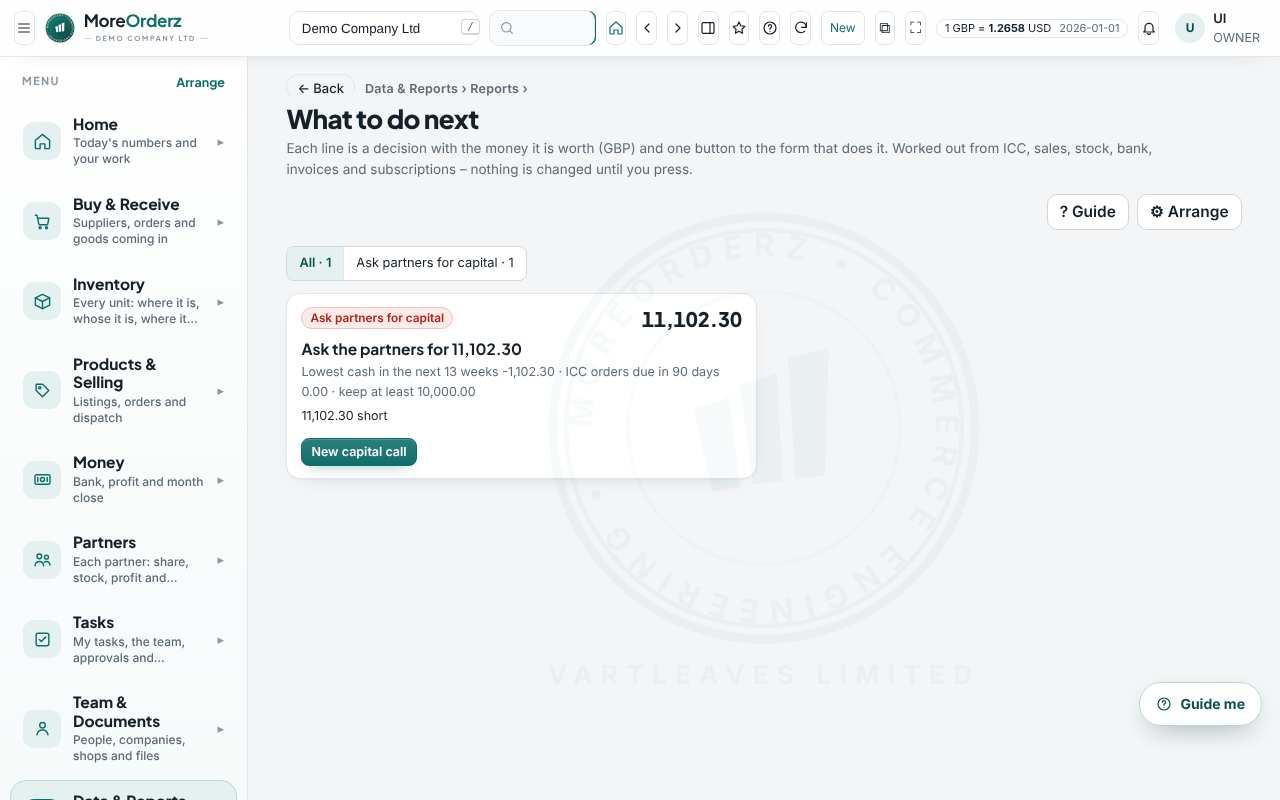 MoreOrderz
DEMO COMPANY LTD
Demo Company Ltd
/
New
1 GBP = 1.2658 USD 2026-01-01
U
UI
OWNER
MENU
Arrange
Home
Today's numbers and
your work
Buy & Receive
Suppliers, orders and
goods coming in
Inventory
Every unit: where it is,
whose it is, where it...
Products &
Selling
Listings, orders and
dispatch
Money
Bank, profit and month
close
Partners
Each partner: share,
stock, profit and...
Tasks
My tasks, the team,
approvals and...
Team &
Documents
People, companies,
shops and files
Data & Reports
← Back
Data & Reports › Reports ›
What to do next
Each line is a decision with the money it is worth (GBP) and one button to the form that does it. Worked out from ICC, sales, stock, bank,
invoices and subscriptions – nothing is changed until you press.
? Guide
⚙ Arrange
All · 1
Ask partners for capital · 1
Ask partners for capital
11,102.30
Ask the partners for 11,102.30
Lowest cash in the next 13 weeks -1,102.30 · ICC orders due in 90 days
0.00 · keep at least 10,000.00
11,102.30 short
New capital call
MOREORDERZ • COMMERCE ENGINEERING •
VARTLEAVES LIMITED
Guide me